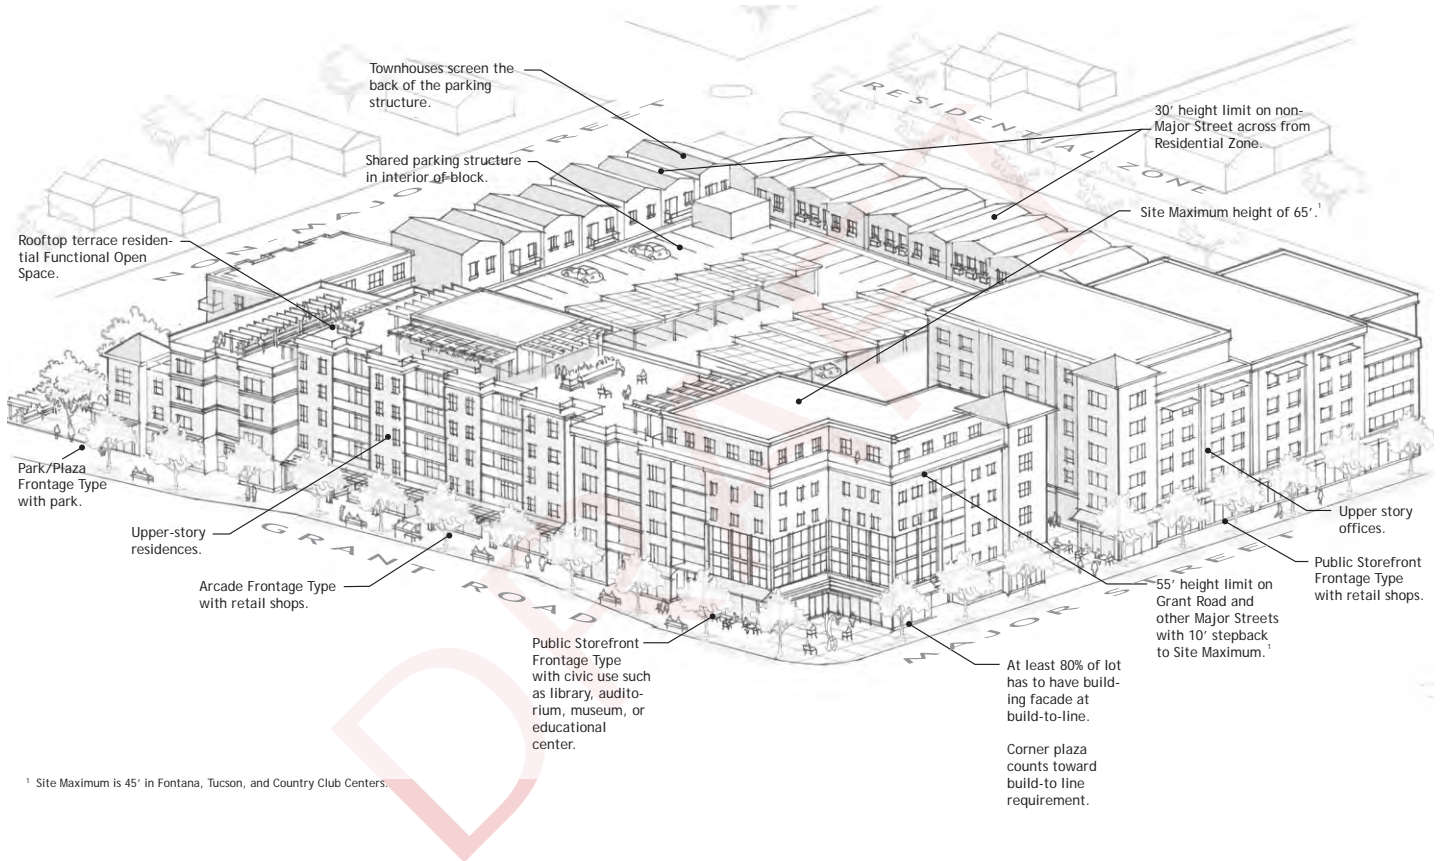 Townhouses screen the
back of the parking
structure.
RESIDENTIAL ZONE
30' height limit on non-
Major Street across from
Residential Zone.
Shared parking structure
in interior of block.
NON-MAJOR STREET
Site Maximum height of 65'.¹
Rooftop terrace residen-
tial Functional Open
Space.
Park/Plaza
Frontage Type
with park.
Upper-story
residences.
GRANT ROAD
Arcade Frontage Type
with retail shops.
Public Storefront
Frontage Type
with civic use such
as library, audito-
rium, museum, or
educational
center.
MAJOR STREET
Upper story
offices.
Public Storefront
Frontage Type
with retail shops.
55' height limit on
Grant Road and
other Major Streets
with 10' stepback
to Site Maximum.¹
At least 80% of lot
has to have build-
ing facade at
build-to-line.
Corner plaza
counts toward
build-to line
requirement.
¹ Site Maximum is 45' in Fontana, Tucson, and Country Club Centers.
DRAFT